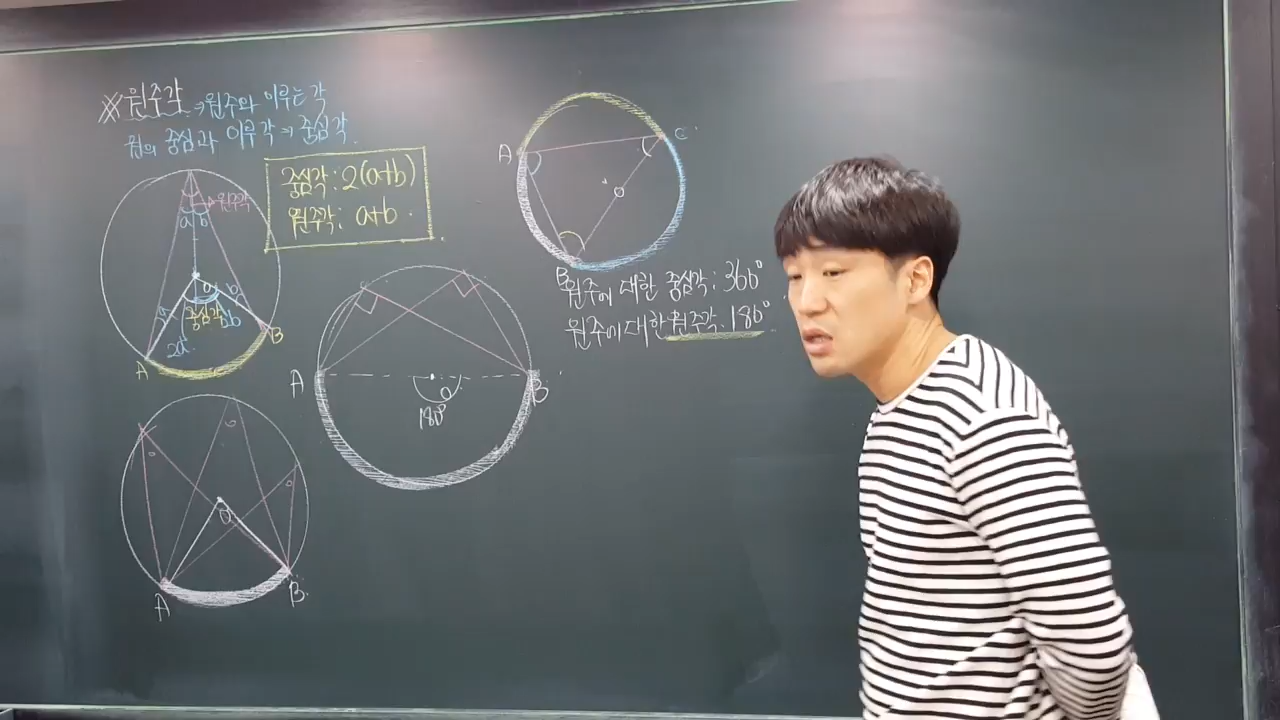 ※ 원주각 → 원주와 이루는 각
원의 중심과 이루 각 → 중심각
중심각: 2(a+b)
원주각: a+b
원주각
a b
중심각
2a
2b
a
b
A
B
A
B
180°
A
B
A
B
C
원주에 대한 중심각: 360°
원주에 대한 원주각: 180°